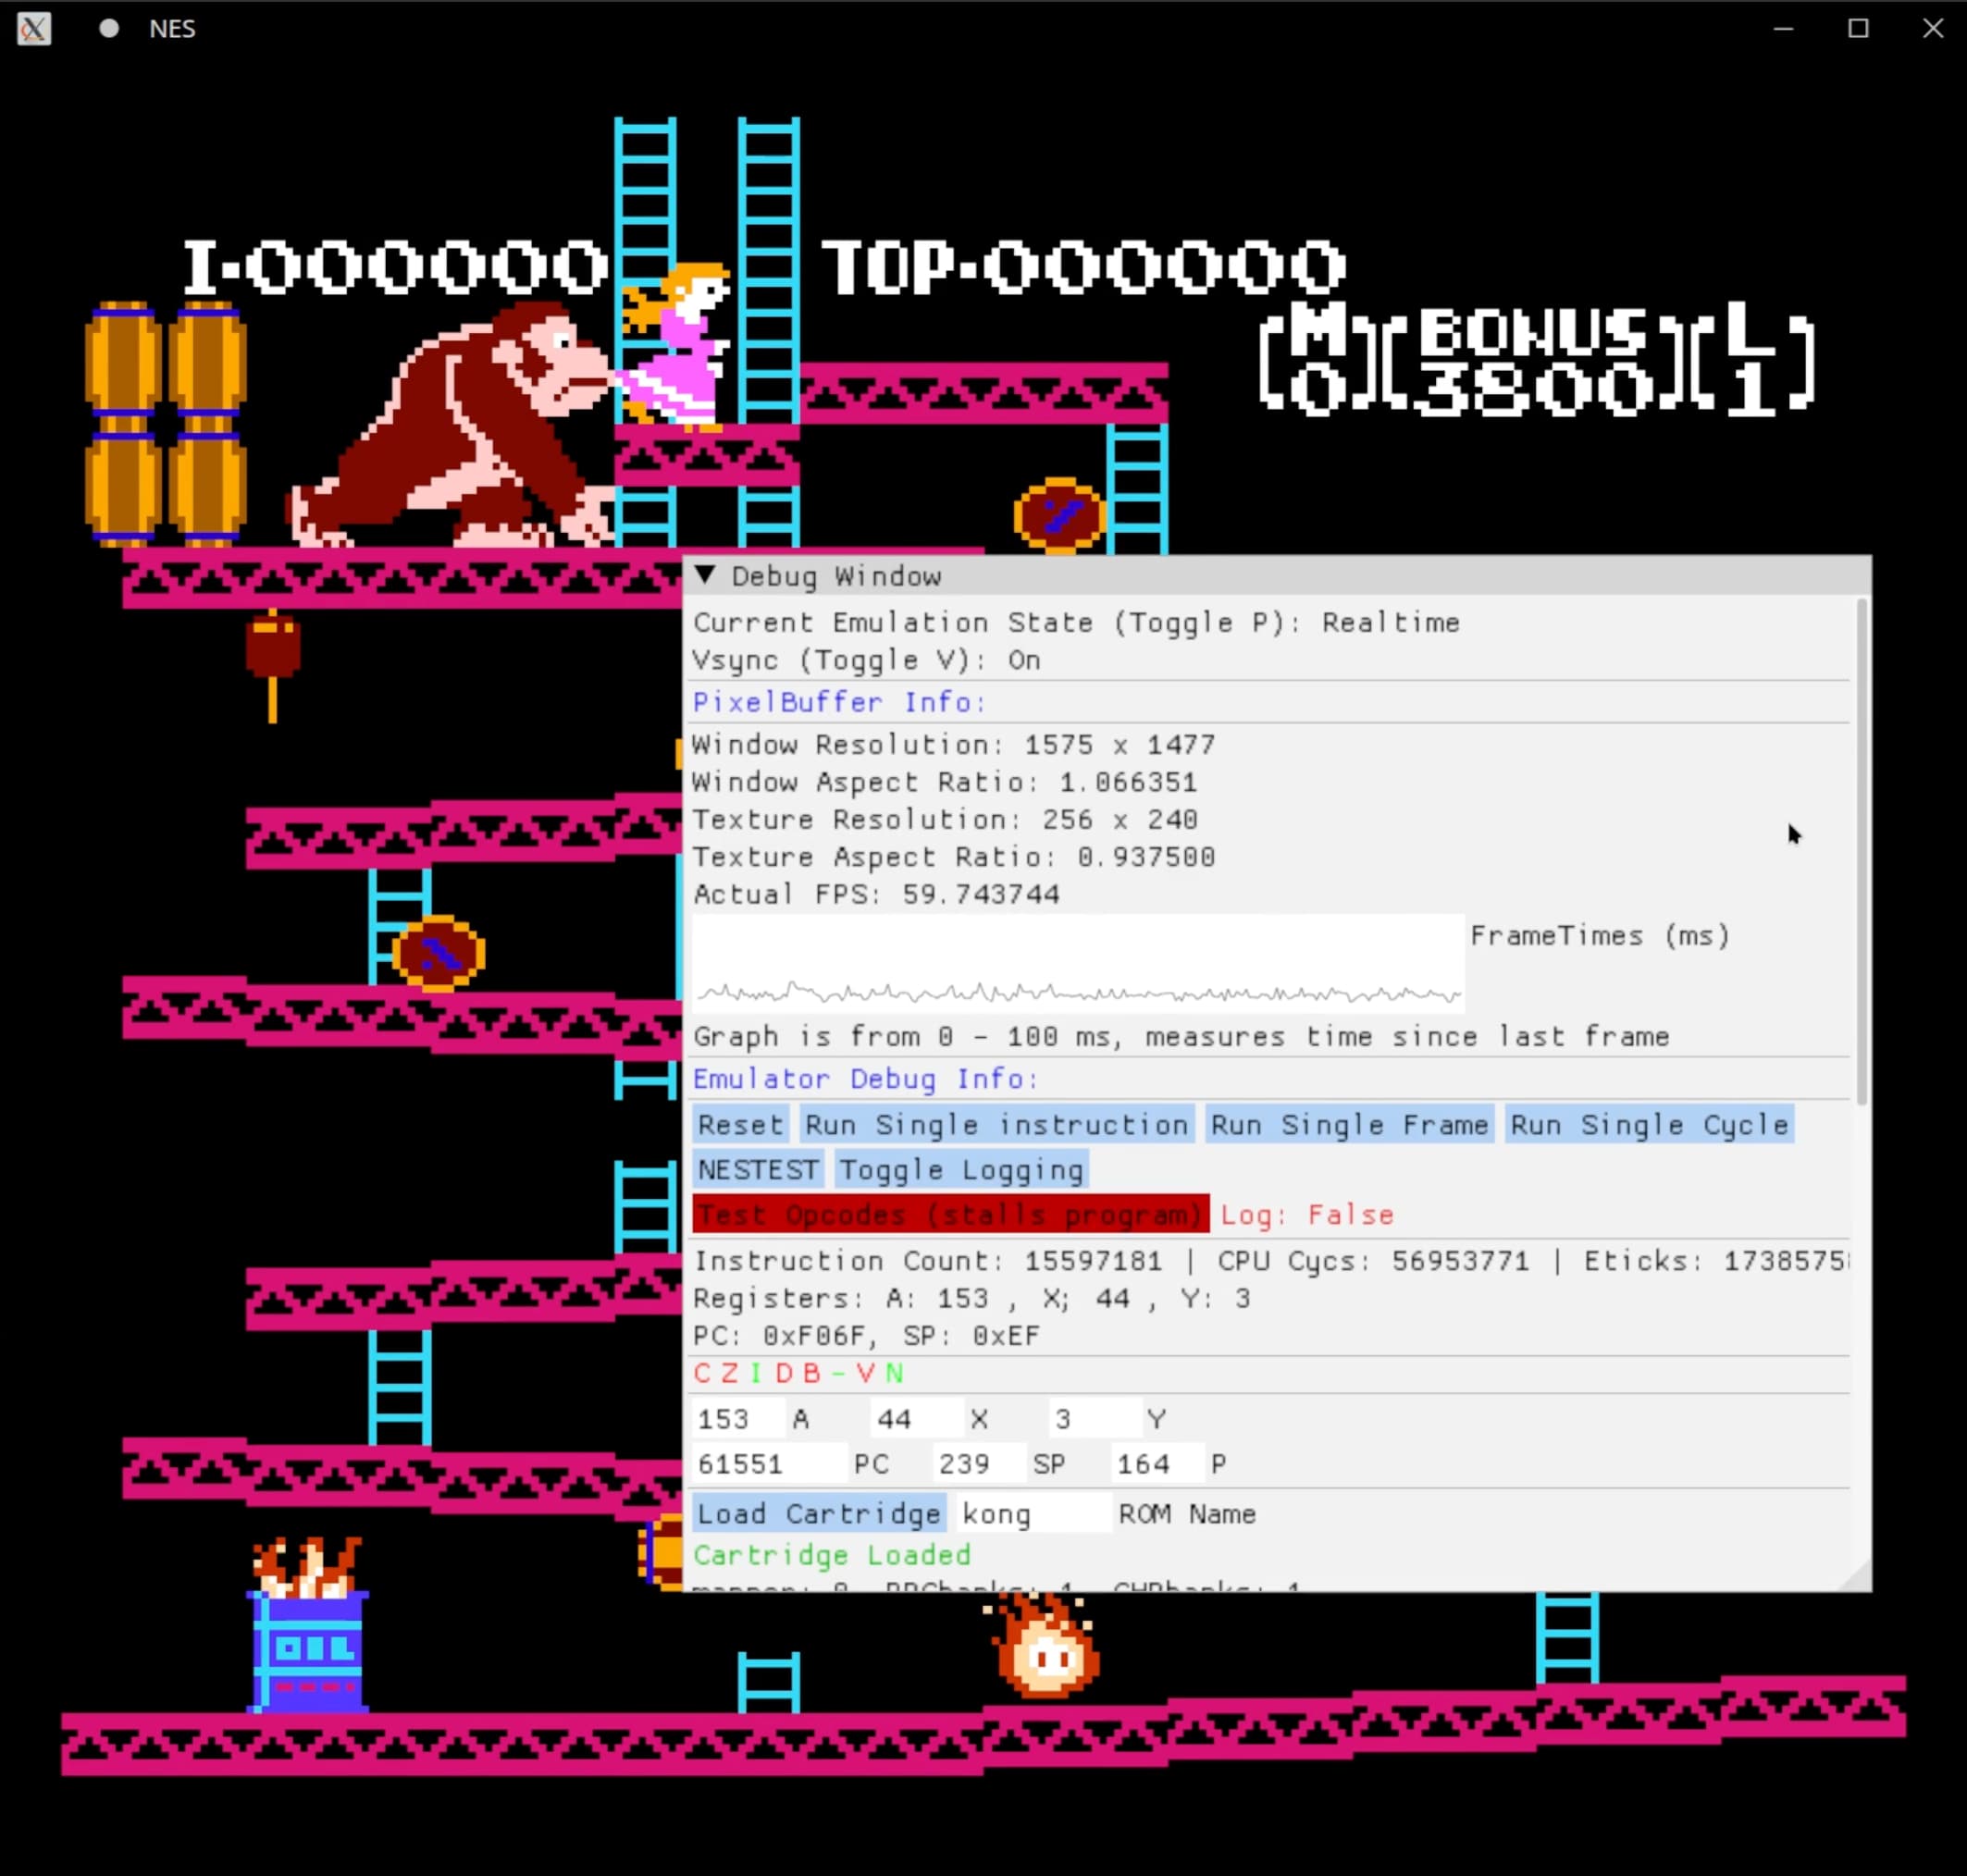 NES
I-000000 TOP-000000
M BONUS L
0 3800 1
Debug Window
Current Emulation State (Toggle P): Realtime
Vsync (Toggle V): On
PixelBuffer Info:
Window Resolution: 1575 x 1477
Window Aspect Ratio: 1.066351
Texture Resolution: 256 x 240
Texture Aspect Ratio: 0.937500
Actual FPS: 59.743744
FrameTimes (ms)
Graph is from 0 - 100 ms, measures time since last frame
Emulator Debug Info:
Reset Run Single instruction Run Single Frame Run Single Cycle
NESTEST Toggle Logging
Test Opcodes (stalls program) Log: False
Instruction Count: 15597181 | CPU Cycs: 56953771 | Eticks: 1738575
Registers: A: 153 , X; 44 , Y: 3
PC: 0xF06F, SP: 0xEF
C Z I D B - V N
153 A 44 X 3 Y
61551 PC 239 SP 164 P
Load Cartridge kong ROM Name
Cartridge Loaded
OIL